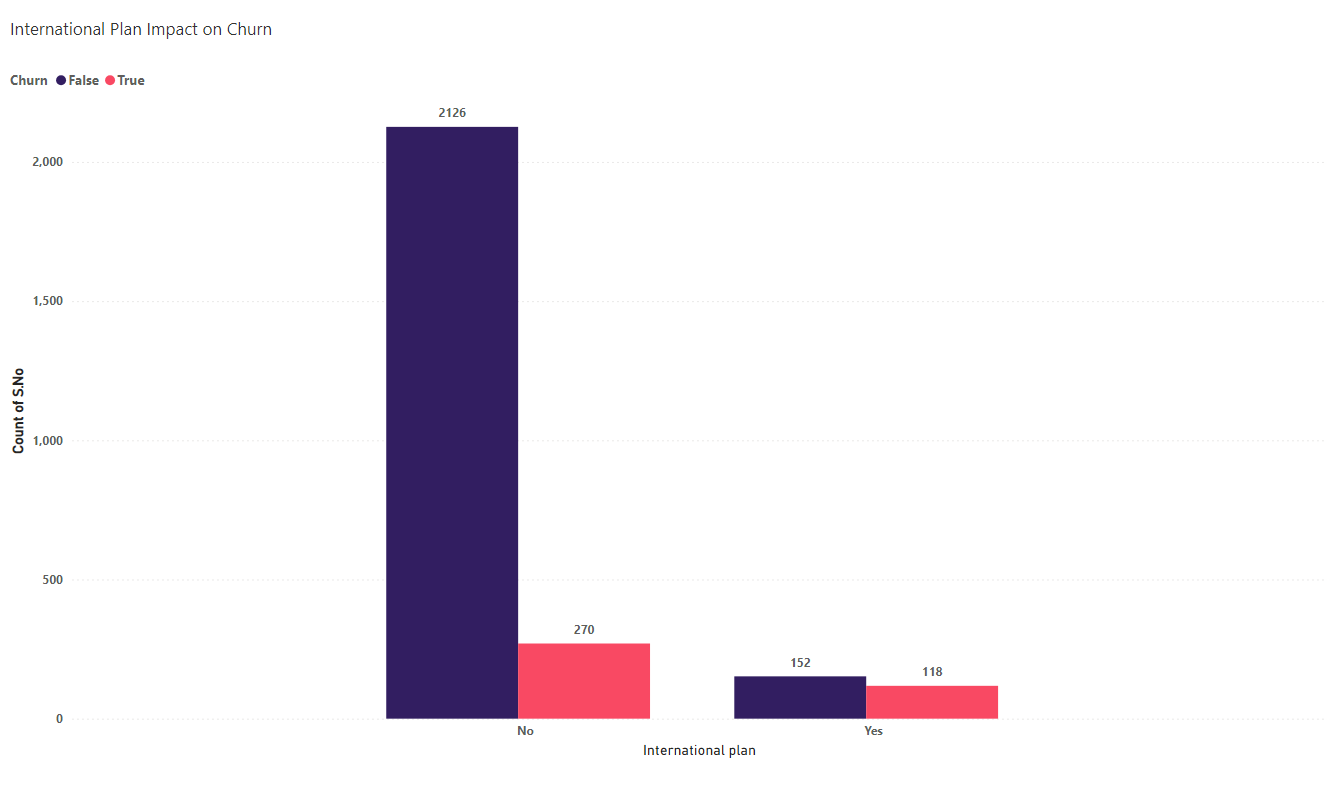 International Plan Impact on Churn
Churn False True
2126
2,000
1,500
Count of S.No
1,000
500
270
152
118
0
No Yes
International plan